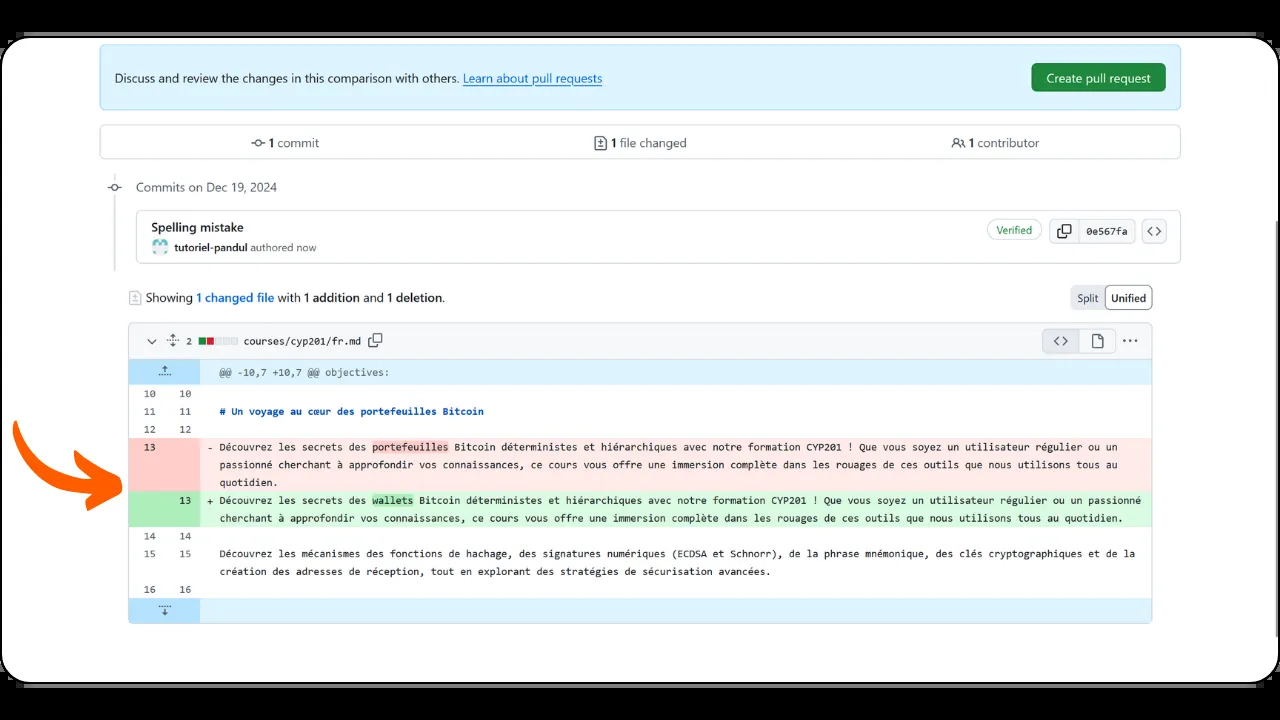 Discuss and review the changes in this comparison with others. Learn about pull requests
Create pull request
1 commit
1 file changed
1 contributor
Commits on Dec 19, 2024
Spelling mistake
tutoriel-pandul authored now
Verified
0e567fa
Showing 1 changed file with 1 addition and 1 deletion.
Split
Unified
2 courses/cyp201/fr.md
@@ -10,7 +10,7 @@ objectives:
10 10
11 11 # Un voyage au cœur des portefeuilles Bitcoin
12 12
13 - Découvrez les secrets des portefeuilles Bitcoin déterministes et hiérarchiques avec notre formation CYP201 ! Que vous soyez un utilisateur régulier ou un
passionné cherchant à approfondir vos connaissances, ce cours vous offre une immersion complète dans les rouages de ces outils que nous utilisons tous au
quotidien.
13 + Découvrez les secrets des wallets Bitcoin déterministes et hiérarchiques avec notre formation CYP201 ! Que vous soyez un utilisateur régulier ou un passionné
cherchant à approfondir vos connaissances, ce cours vous offre une immersion complète dans les rouages de ces outils que nous utilisons tous au quotidien.
14 14
15 15 Découvrez les mécanismes des fonctions de hachage, des signatures numériques (ECDSA et Schnorr), de la phrase mnémonique, des clés cryptographiques et de la
création des adresses de réception, tout en explorant des stratégies de sécurisation avancées.
16 16